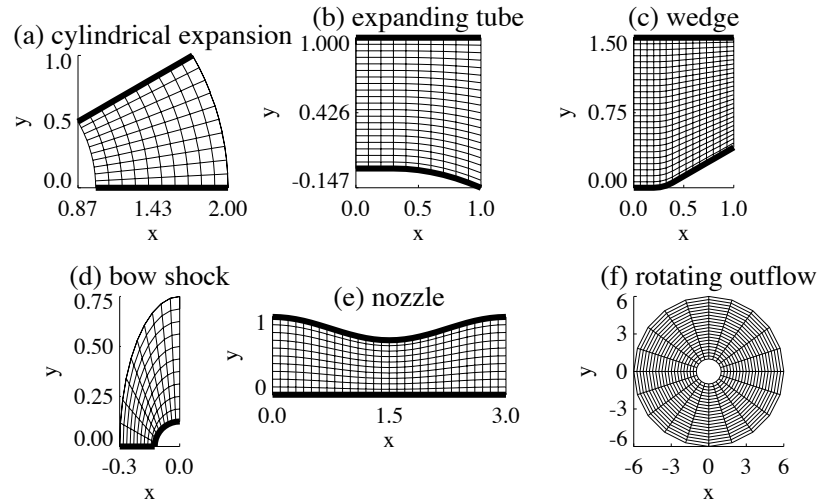 (a) cylindrical expansion
1.0
0.5
0.0
y
0.87 1.43 2.00
x
(b) expanding tube
1.000
0.426
-0.147
y
0.0 0.5 1.0
x
(c) wedge
1.50
0.75
0.00
y
0.0 0.5 1.0
x
(d) bow shock
0.75
0.50
0.25
0.00
y
-0.3 0.0
x
(e) nozzle
1
0
y
0.0 1.5 3.0
x
(f) rotating outflow
6
3
0
-3
-6
y
-6 -3 0 3 6
x